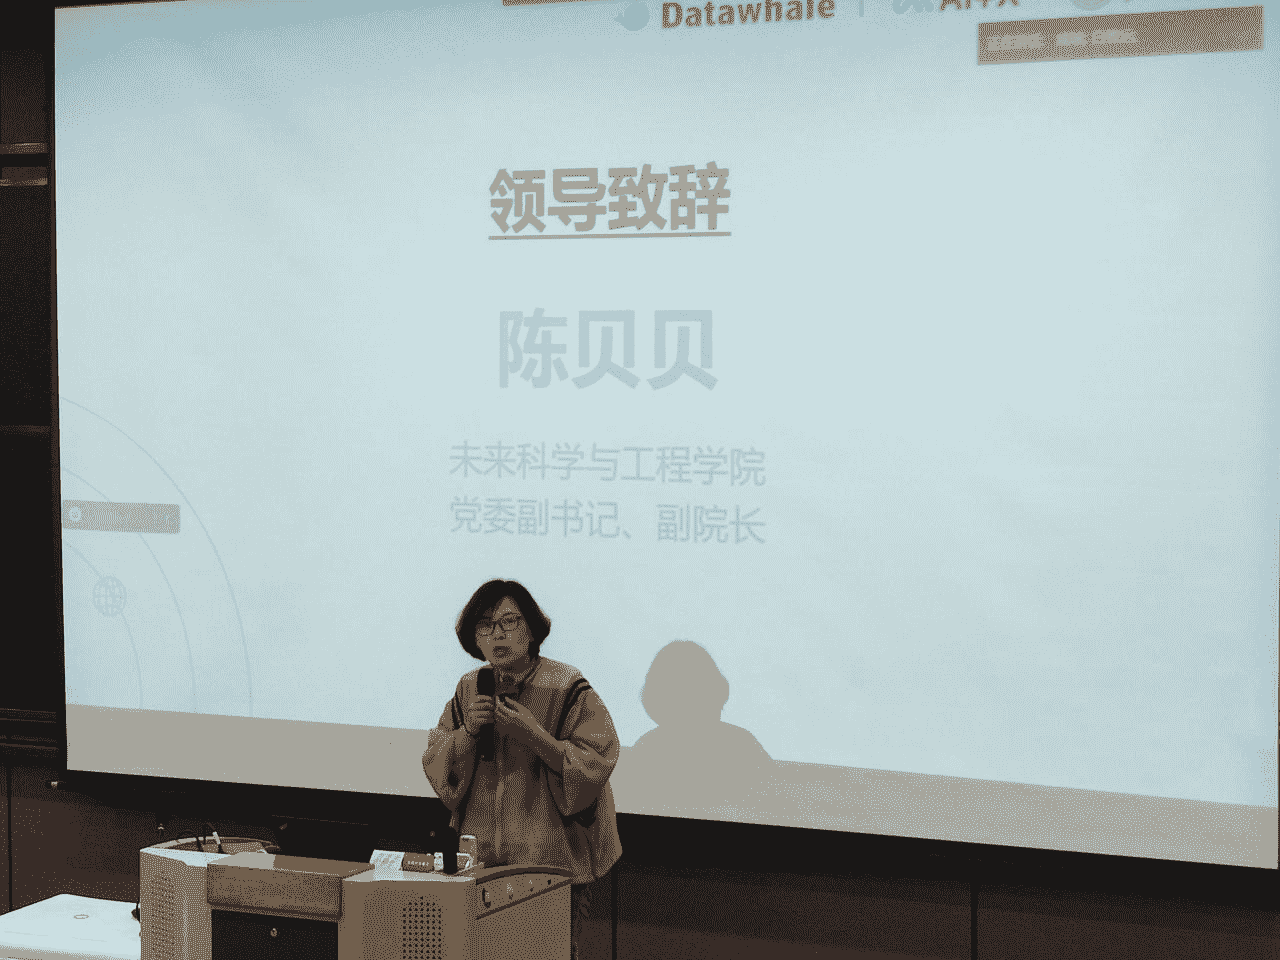 Datawhale
领导致辞
陈贝贝
未来科学与工程学院
党委副书记、副院长